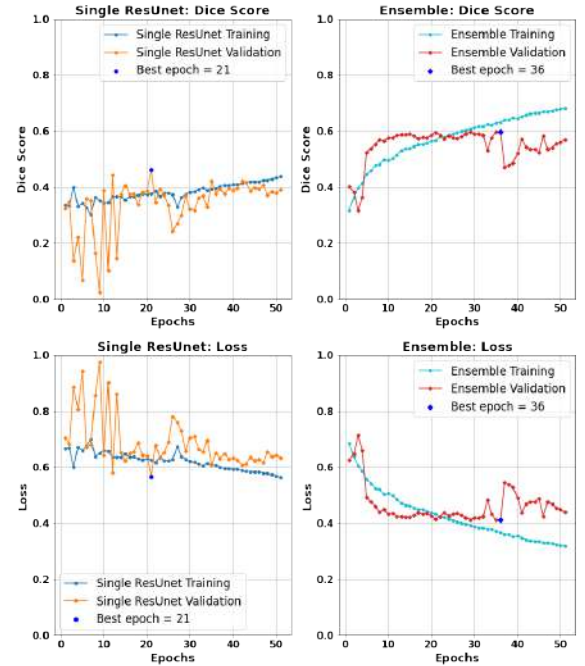 Single ResUnet: Dice Score
Single ResUnet Training
Single ResUnet Validation
Best epoch = 21
1.0
0.8
0.6
0.4
0.2
0.0
Dice Score
0 10 20 30 40 50
Epochs
Ensemble: Dice Score
Ensemble Training
Ensemble Validation
Best epoch = 36
1.0
0.8
0.6
0.4
0.2
0.0
Dice Score
0 10 20 30 40 50
Epochs
Single ResUnet: Loss
1.0
0.8
0.6
0.4
0.2
0.0
Loss
Single ResUnet Training
Single ResUnet Validation
Best epoch = 21
0 10 20 30 40 50
Epochs
Ensemble: Loss
Ensemble Training
Ensemble Validation
Best epoch = 36
1.0
0.8
0.6
0.4
0.2
0.0
Loss
0 10 20 30 40 50
Epochs